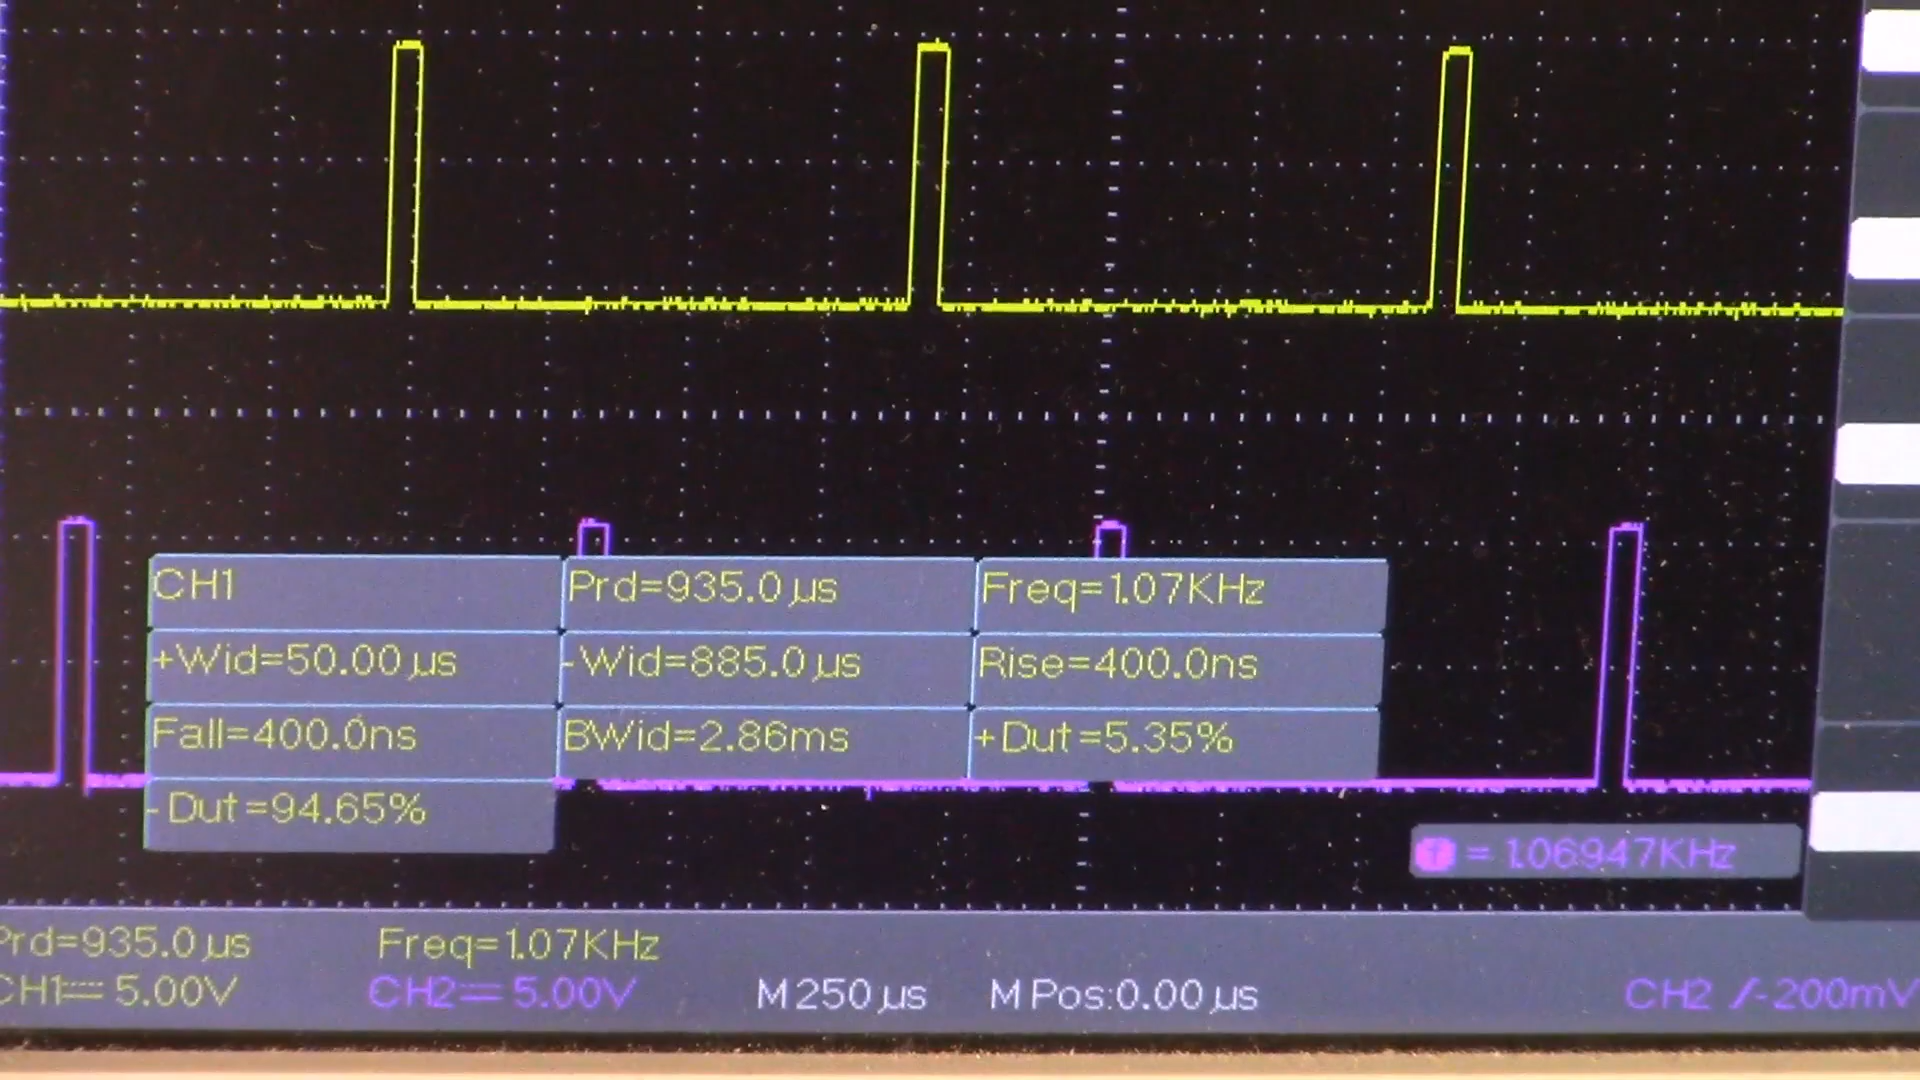 CH1 Prd=935.0µs Freq=1.07KHz
+Wid=50.00µs -Wid=885.0µs Rise=400.0ns
Fall=400.0ns BWid=2.86ms +Dut=5.35%
-Dut=94.65%
= 1.06947KHz
Prd=935.0µs Freq=1.07KHz
CH1 5.00V CH2 5.00V M 250µs M Pos:0.00µs CH2 -200mV